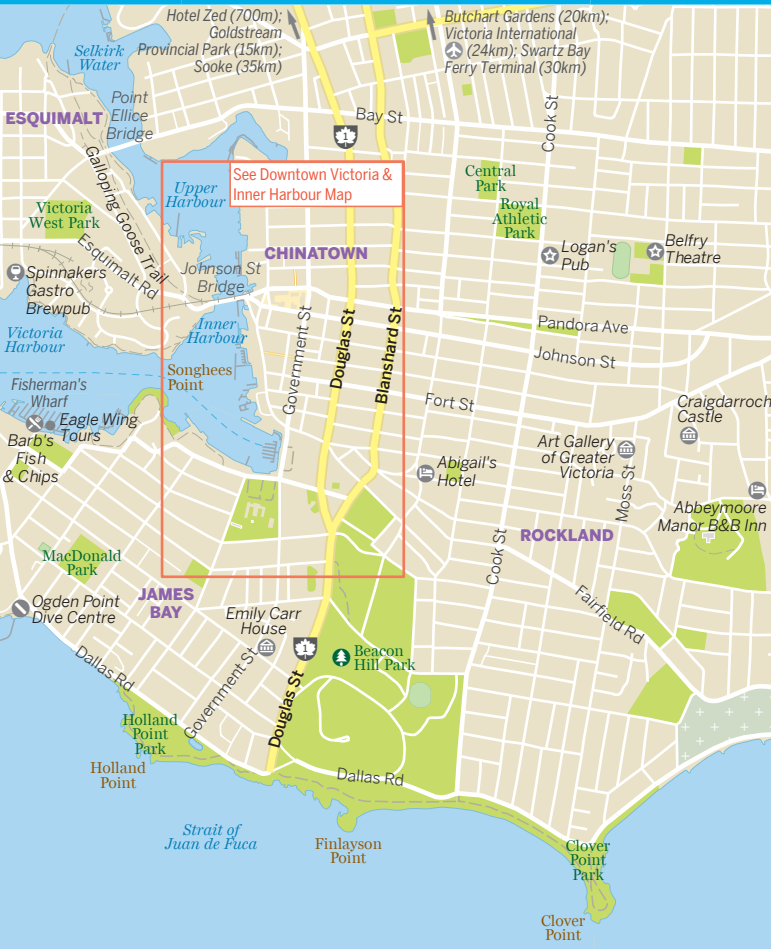 Hotel Zed (700m);
Goldstream
Provincial Park (15km);
Sooke (35km)
Butchart Gardens (20km);
Victoria International
(24km); Swartz Bay
Ferry Terminal (30km)
Selkirk
Water
ESQUIMALT
Point
Ellice
Bridge
Bay St
1
Cook St
See Downtown Victoria &
Inner Harbour Map
Galloping Goose Trail
Upper
Harbour
Central
Park
Royal
Athletic
Park
Victoria
West Park
Esquimalt Rd
CHINATOWN
Logan's
Pub
Belfry
Theatre
Spinnakers
Gastro
Brewpub
Johnson St
Bridge
Victoria
Harbour
Inner
Harbour
Government St
Douglas St
Blanshard St
Pandora Ave
Johnson St
Songhees
Point
Fisherman's
Wharf
Eagle Wing
Tours
Barb's
Fish
& Chips
Fort St
Craigdarroch
Castle
Art Gallery
of Greater
Victoria
Moss St
Abigail's
Hotel
Abbeymoore
Manor B&B Inn
ROCKLAND
Cook St
MacDonald
Park
JAMES
BAY
Ogden Point
Dive Centre
Emily Carr
House
Fairfield Rd
1
Beacon
Hill Park
Dallas Rd
Government St
Douglas St
Holland
Point
Park
Holland
Point
Dallas Rd
Strait of
Juan de Fuca
Finlayson
Point
Clover
Point
Park
Clover
Point